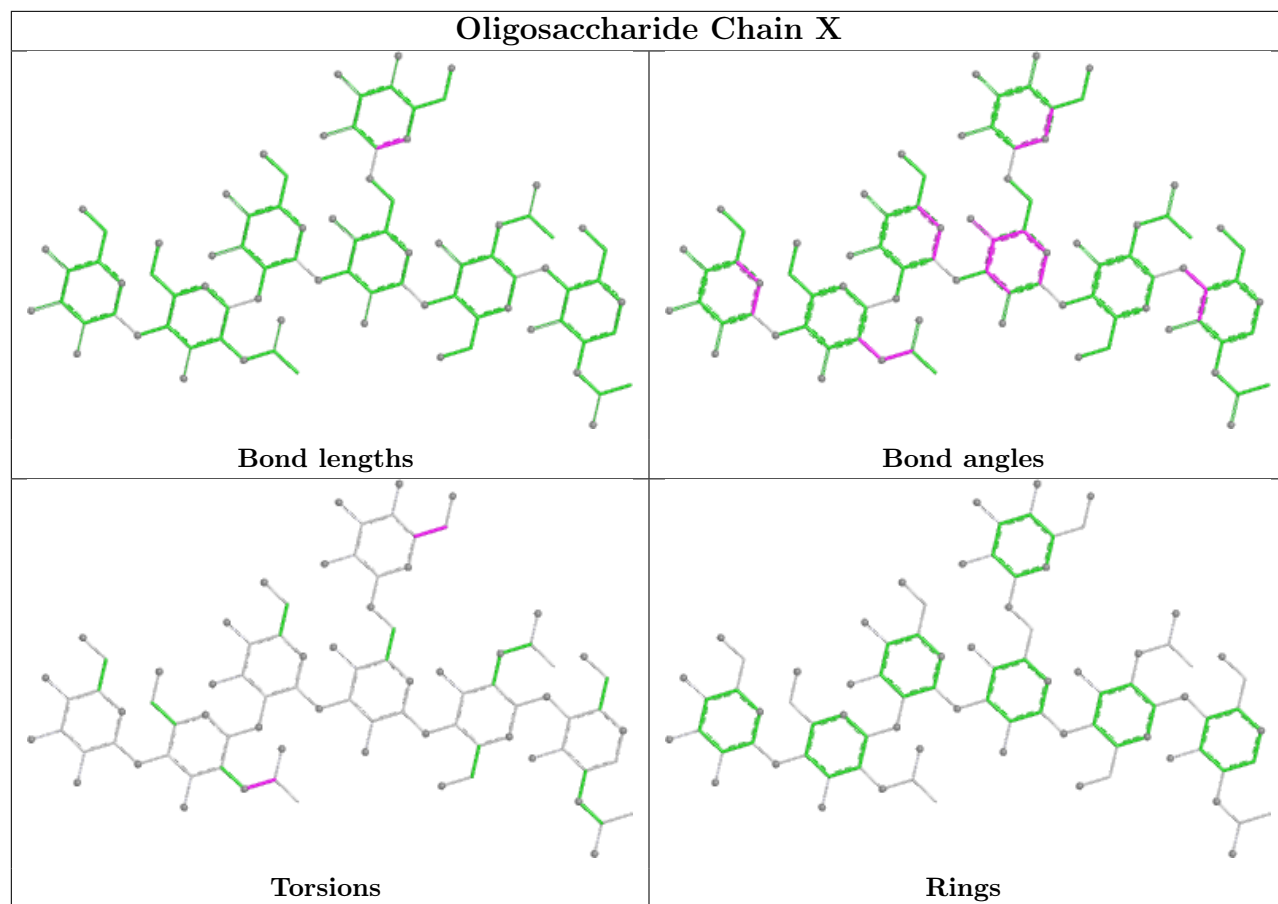 Oligosaccharide Chain X
Bond lengths
Bond angles
Torsions
Rings